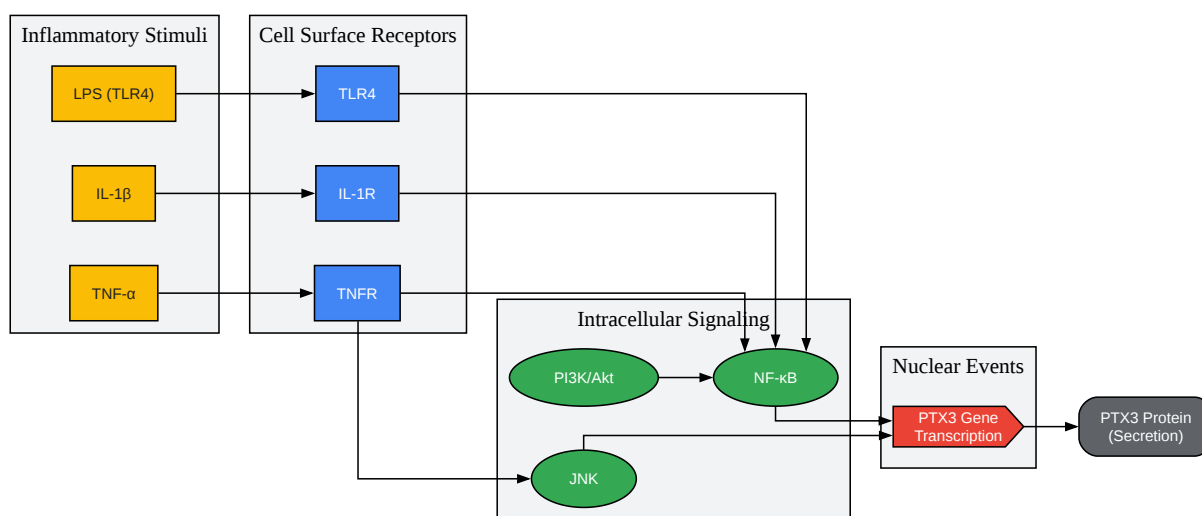 Inflammatory Stimuli
LPS (TLR4)
IL-1β
TNF-α
Cell Surface Receptors
TLR4
IL-1R
TNFR
Intracellular Signaling
PI3K/Akt
NF-κB
JNK
Nuclear Events
PTX3 Gene
Transcription
PTX3 Protein
(Secretion)